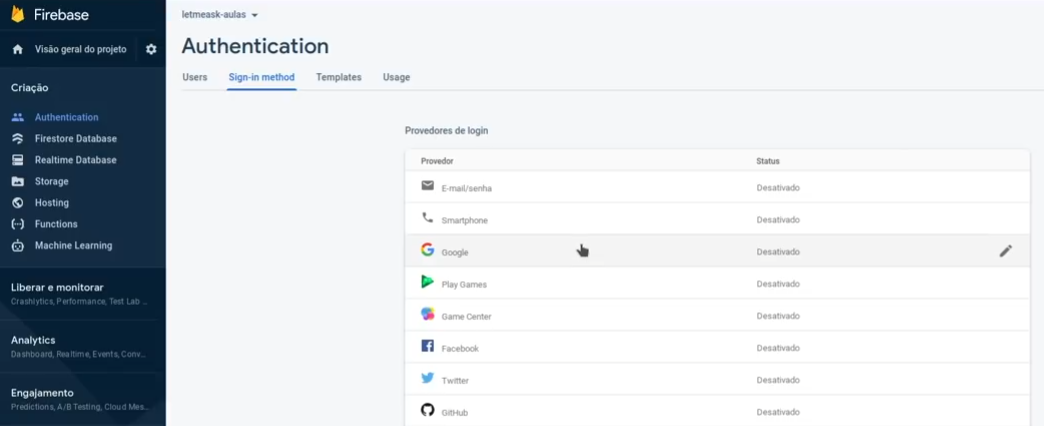 Firebase
Visão geral do projeto
Criação
Authentication
Firestore Database
Realtime Database
Storage
Hosting
Functions
Machine Learning
Liberar e monitorar
Crashlytics, Performance, Test Lab ...
Analytics
Dashboard, Realtime, Events, Conv...
Engajamento
Predictions, A/B Testing, Cloud Mes...
letmeask-aulas
Authentication
Users Sign-in method Templates Usage
Provedores de login
Provedor Status
E-mail/senha Desativado
Smartphone Desativado
Google Desativado
Play Games Desativado
Game Center Desativado
Facebook Desativado
Twitter Desativado
GitHub Desativado